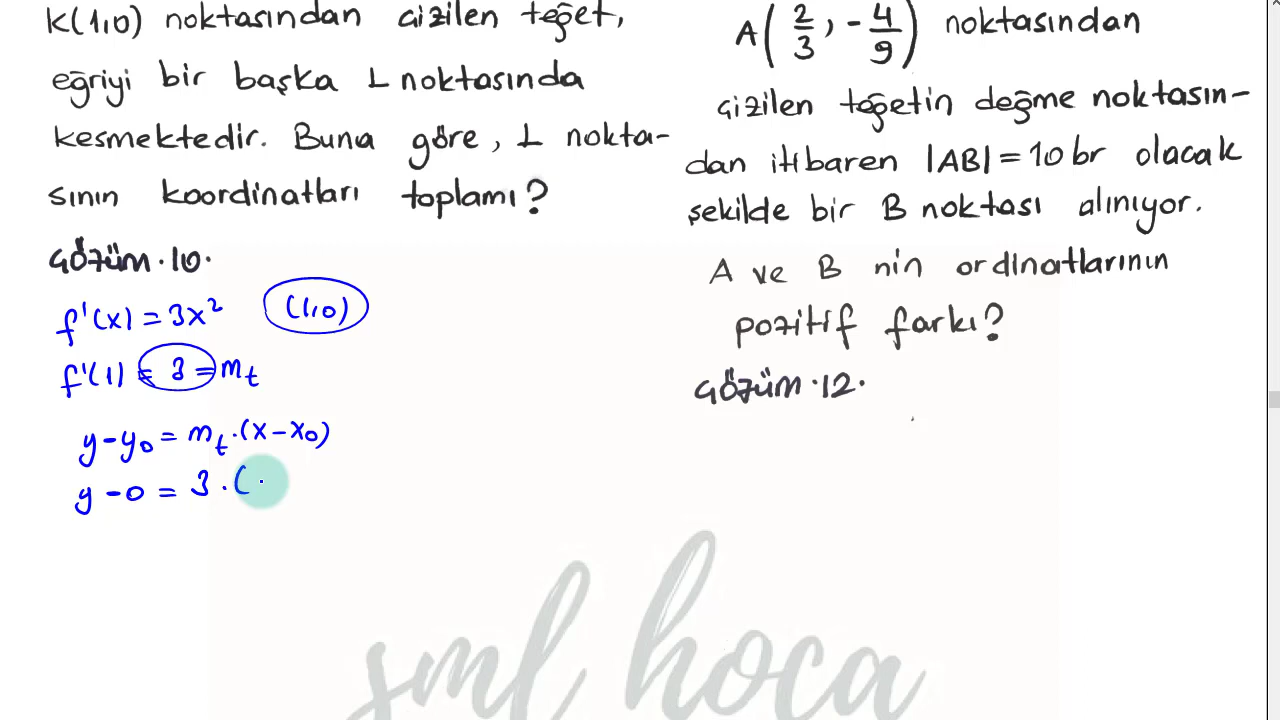 K(1,0) noktasından çizilen teğet,
eğriyi bir başka L noktasında
kesmektedir. Buna göre, L nokta-
sının koordinatları toplamı?
Çözüm.10.
f'(x) = 3x² (1,0)
f'(1) = 3 = mt
y-y0 = mt.(x-x0)
y-0 = 3.(
A(2/3, -4/9) noktasından
çizilen teğetin değme noktasın-
dan itibaren |AB|=10br olacak
şekilde bir B noktası alınıyor.
A ve B nin ordinatlarının
pozitif farkı?
Çözüm.12.
sml hoca